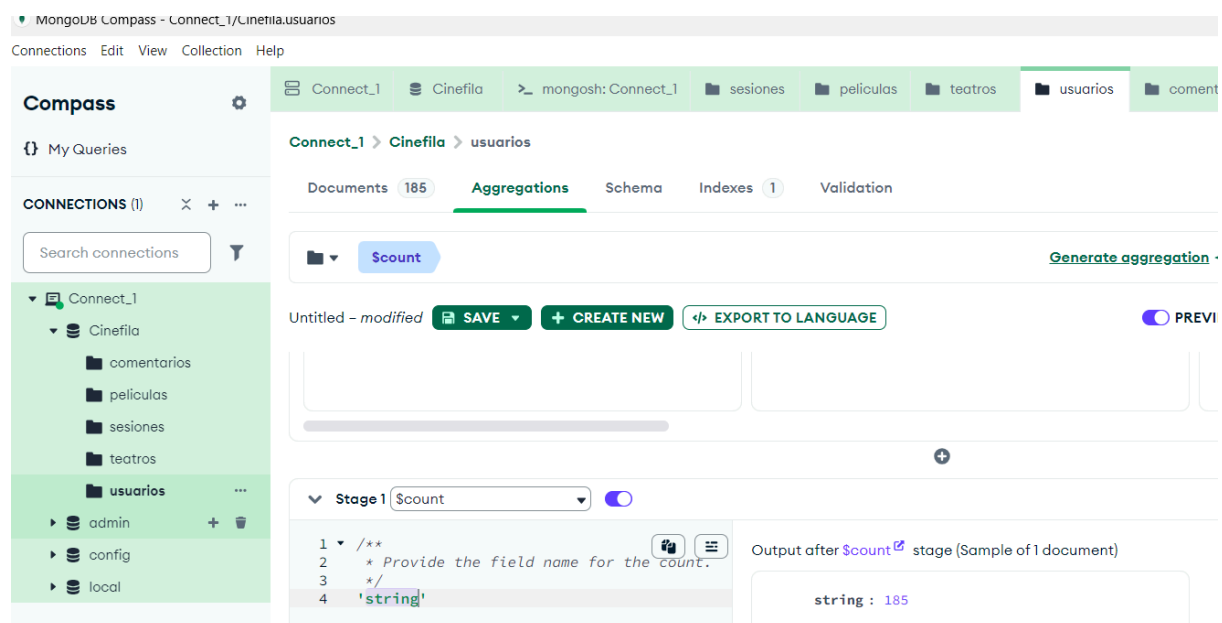 MongoDB Compass - Connect_1/Cinefila.usuarios
Connections Edit View Collection Help
Compass
{} My Queries
CONNECTIONS (1)
Search connections
Connect_1
Cinefila
comentarios
peliculas
sesiones
teatros
usuarios
admin
config
local
Connect_1 Cinefila >_ mongosh: Connect_1 sesiones peliculas teatros usuarios coment
Connect_1 > Cinefila > usuarios
Documents 185 Aggregations Schema Indexes 1 Validation
$count Generate aggregation
Untitled – modified SAVE + CREATE NEW </> EXPORT TO LANGUAGE PREVI
Stage 1 $count
1 /**
2 * Provide the field name for the count.
3 */
4 'string'
Output after $count stage (Sample of 1 document)
string : 185